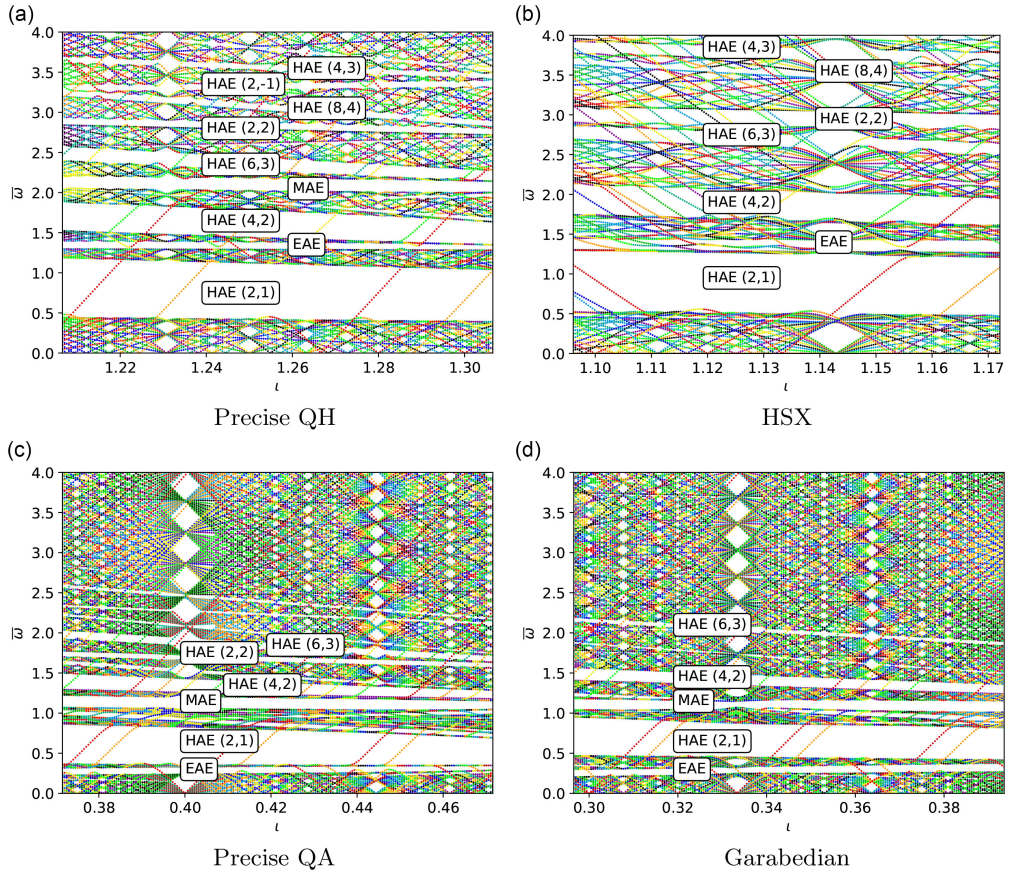 (a)
4.0
3.5
3.0
2.5
2.0
1.5
1.0
0.5
0.0
ω̅
HAE (4,3)
HAE (2,-1)
HAE (8,4)
HAE (2,2)
HAE (6,3)
MAE
HAE (4,2)
EAE
HAE (2,1)
1.22 1.24 1.26 1.28 1.30
ι
Precise QH
(b)
4.0
3.5
3.0
2.5
2.0
1.5
1.0
0.5
0.0
ω̅
HAE (4,3)
HAE (8,4)
HAE (2,2)
HAE (6,3)
HAE (4,2)
EAE
HAE (2,1)
1.10 1.11 1.12 1.13 1.14 1.15 1.16 1.17
ι
HSX
(c)
4.0
3.5
3.0
2.5
2.0
1.5
1.0
0.5
0.0
ω̅
HAE (6,3)
HAE (2,2)
HAE (4,2)
MAE
HAE (2,1)
EAE
0.38 0.40 0.42 0.44 0.46
ι
Precise QA
(d)
4.0
3.5
3.0
2.5
2.0
1.5
1.0
0.5
0.0
ω̅
HAE (6,3)
HAE (4,2)
MAE
HAE (2,1)
EAE
0.30 0.32 0.34 0.36 0.38
ι
Garabedian